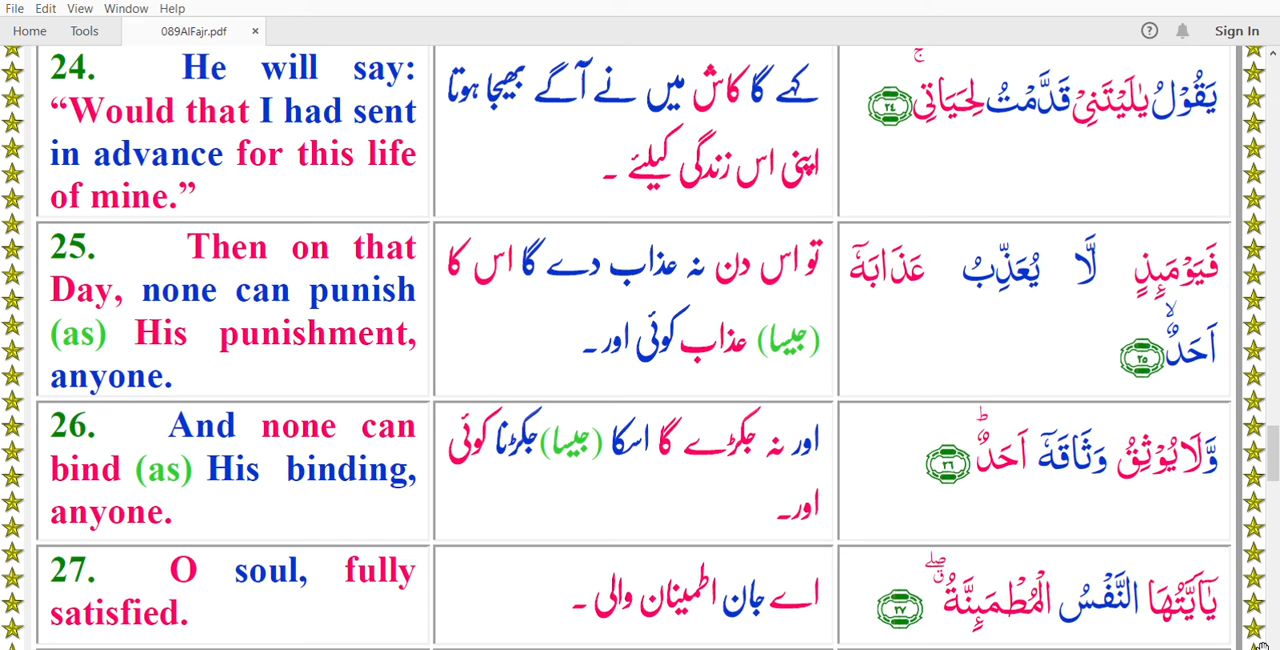 File Edit View Window Help
Home Tools 089AlFajr.pdf × ? Sign In
24. He will say:
“Would that I had sent
in advance for this life
of mine.”
کہے گا کاش میں نے آگے بھیجا ہوتا
اپنی اس زندگی کیلئے ۔
يَقُوْلُ يٰلَيْتَنِىْ قَدَّمْتُ لِحَيَاتِىْ ۚ ﴿٢٤﴾
25. Then on that
Day, none can punish
(as) His punishment,
anyone.
تو اس دن نہ عذاب دے گا اس کا
(جیسا) عذاب کوئی اور۔
فَيَوْمَٮِٕذٍ لَّا يُعَذِّبُ عَذَابَهٗۤ
اَحَدٌ ۙ ﴿٢٥﴾
26. And none can
bind (as) His binding,
anyone.
اور نہ جکڑے گا اسکا (جیسا) جکڑنا کوئی
اور۔
وَّلَا يُوْثِقُ وَثَاقَهٗۤ اَحَدٌ ؕ ﴿٢٦﴾
27. O soul, fully
satisfied.
اے جان اطمینان والی ۔
يٰۤاَيَّتُهَا النَّفْسُ الْمُطْمَٮِٕنَّةُ ۖ ۗ ﴿٢٧﴾